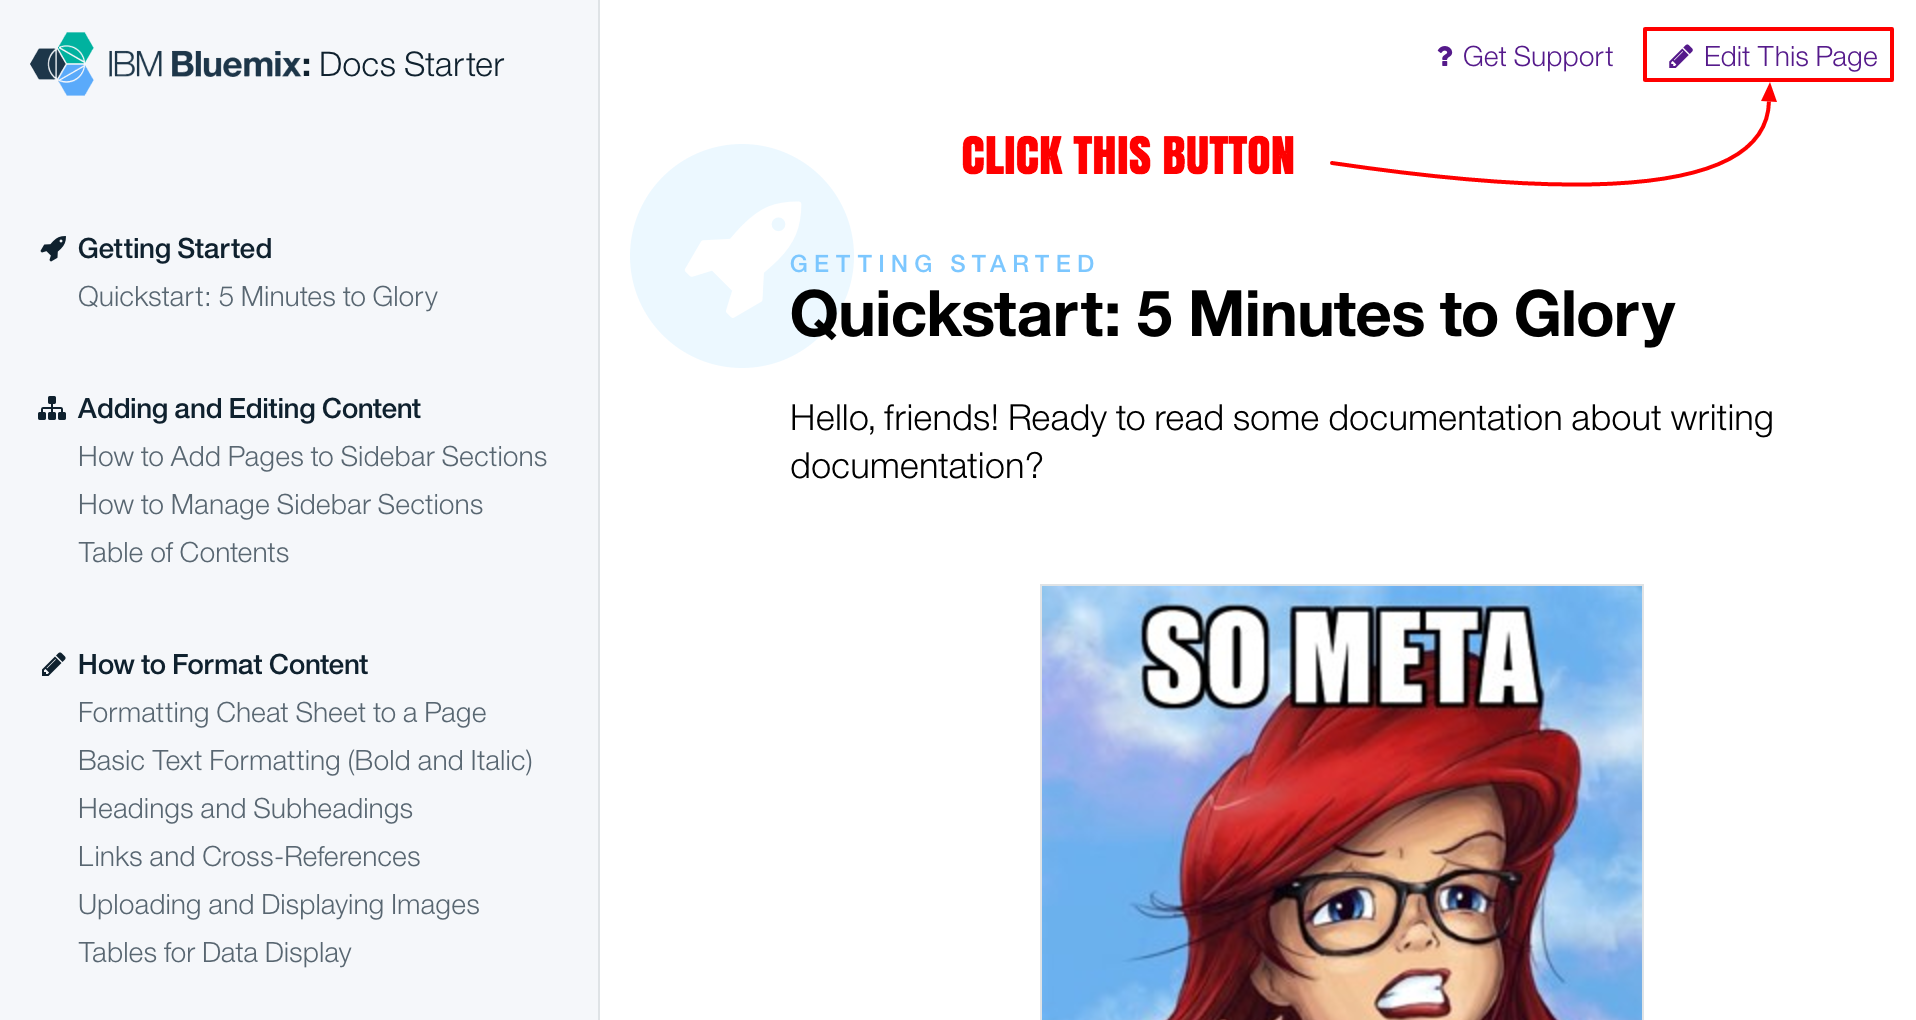 IBM Bluemix: Docs Starter
Getting Started
Quickstart: 5 Minutes to Glory
Adding and Editing Content
How to Add Pages to Sidebar Sections
How to Manage Sidebar Sections
Table of Contents
How to Format Content
Formatting Cheat Sheet to a Page
Basic Text Formatting (Bold and Italic)
Headings and Subheadings
Links and Cross-References
Uploading and Displaying Images
Tables for Data Display
? Get Support
Edit This Page
CLICK THIS BUTTON
GETTING STARTED
Quickstart: 5 Minutes to Glory
Hello, friends! Ready to read some documentation about writing
documentation?
SO META